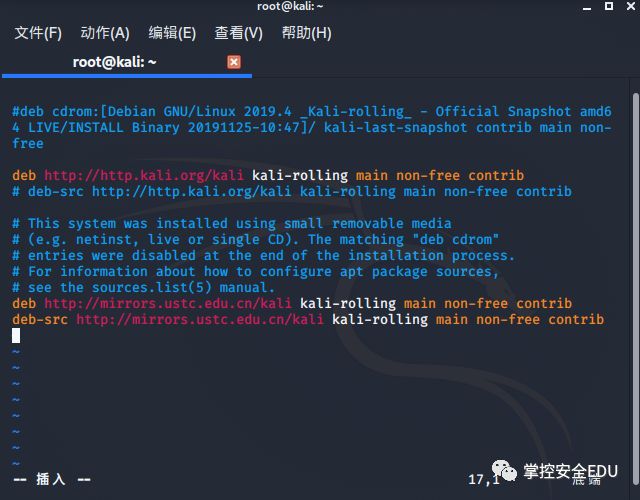 root@kali: ~
文件(F) 动作(A) 编辑(E) 查看(V) 帮助(H)
root@kali: ~
#deb cdrom:[Debian GNU/Linux 2019.4 _Kali-rolling_ - Official Snapshot amd6
4 LIVE/INSTALL Binary 20191125-10:47]/ kali-last-snapshot contrib main non-
free
deb http://http.kali.org/kali kali-rolling main non-free contrib
# deb-src http://http.kali.org/kali kali-rolling main non-free contrib
# This system was installed using small removable media
# (e.g. netinst, live or single CD). The matching "deb cdrom"
# entries were disabled at the end of the installation process.
# For information about how to configure apt package sources,
# see the sources.list(5) manual.
deb http://mirrors.ustc.edu.cn/kali kali-rolling main non-free contrib
deb-src http://mirrors.ustc.edu.cn/kali kali-rolling main non-free contrib
~
~
~
~
~
~
~
~
-- 插入 -- 17,1 底端
掌控安全EDU